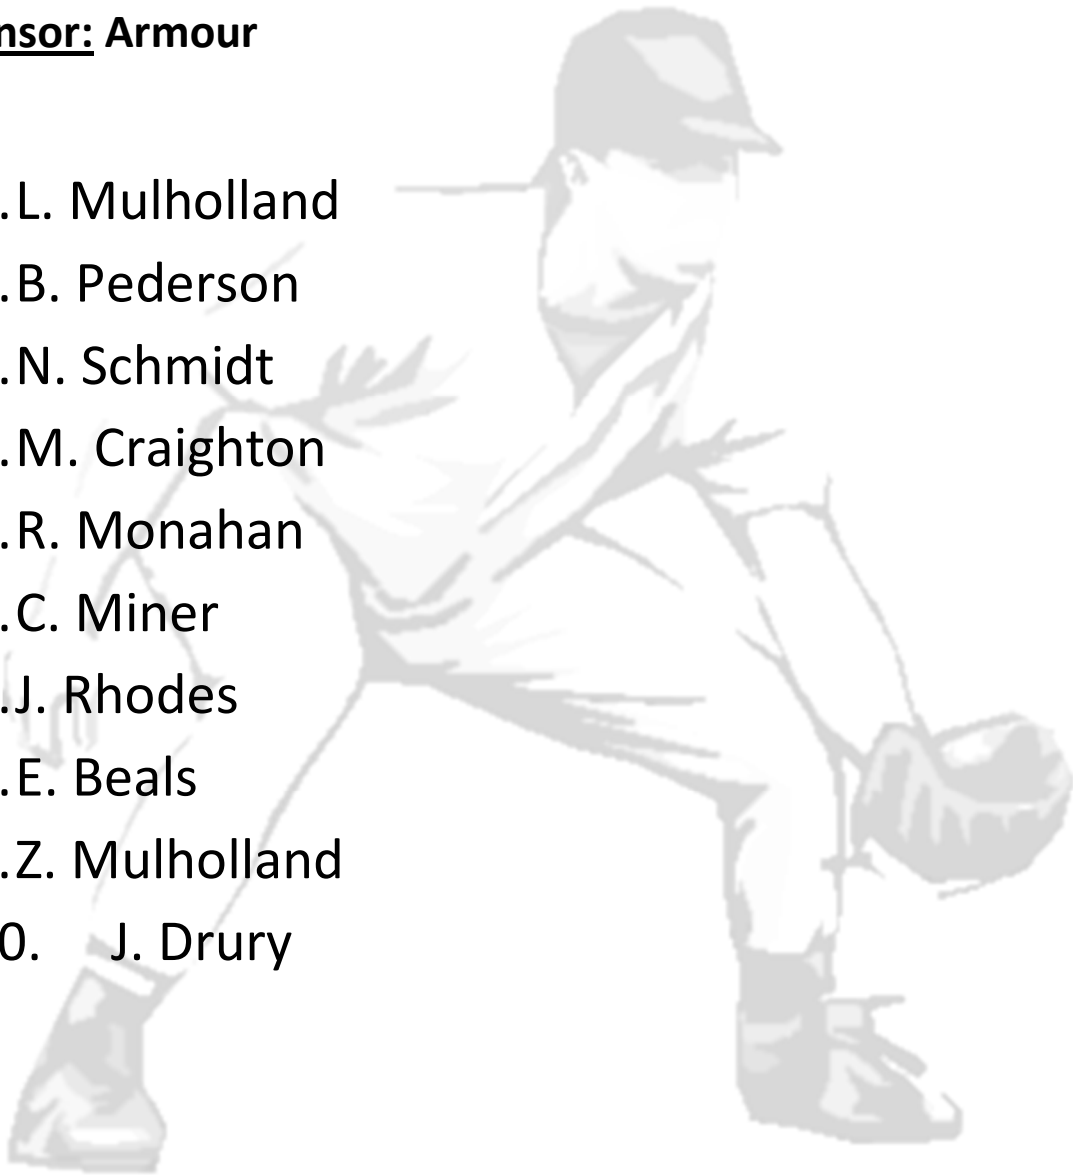 nsor: Armour
.L. Mulholland
.B. Pederson
.N. Schmidt
.M. Craighton
.R. Monahan
.C. Miner
.J. Rhodes
.E. Beals
.Z. Mulholland
0. J. Drury